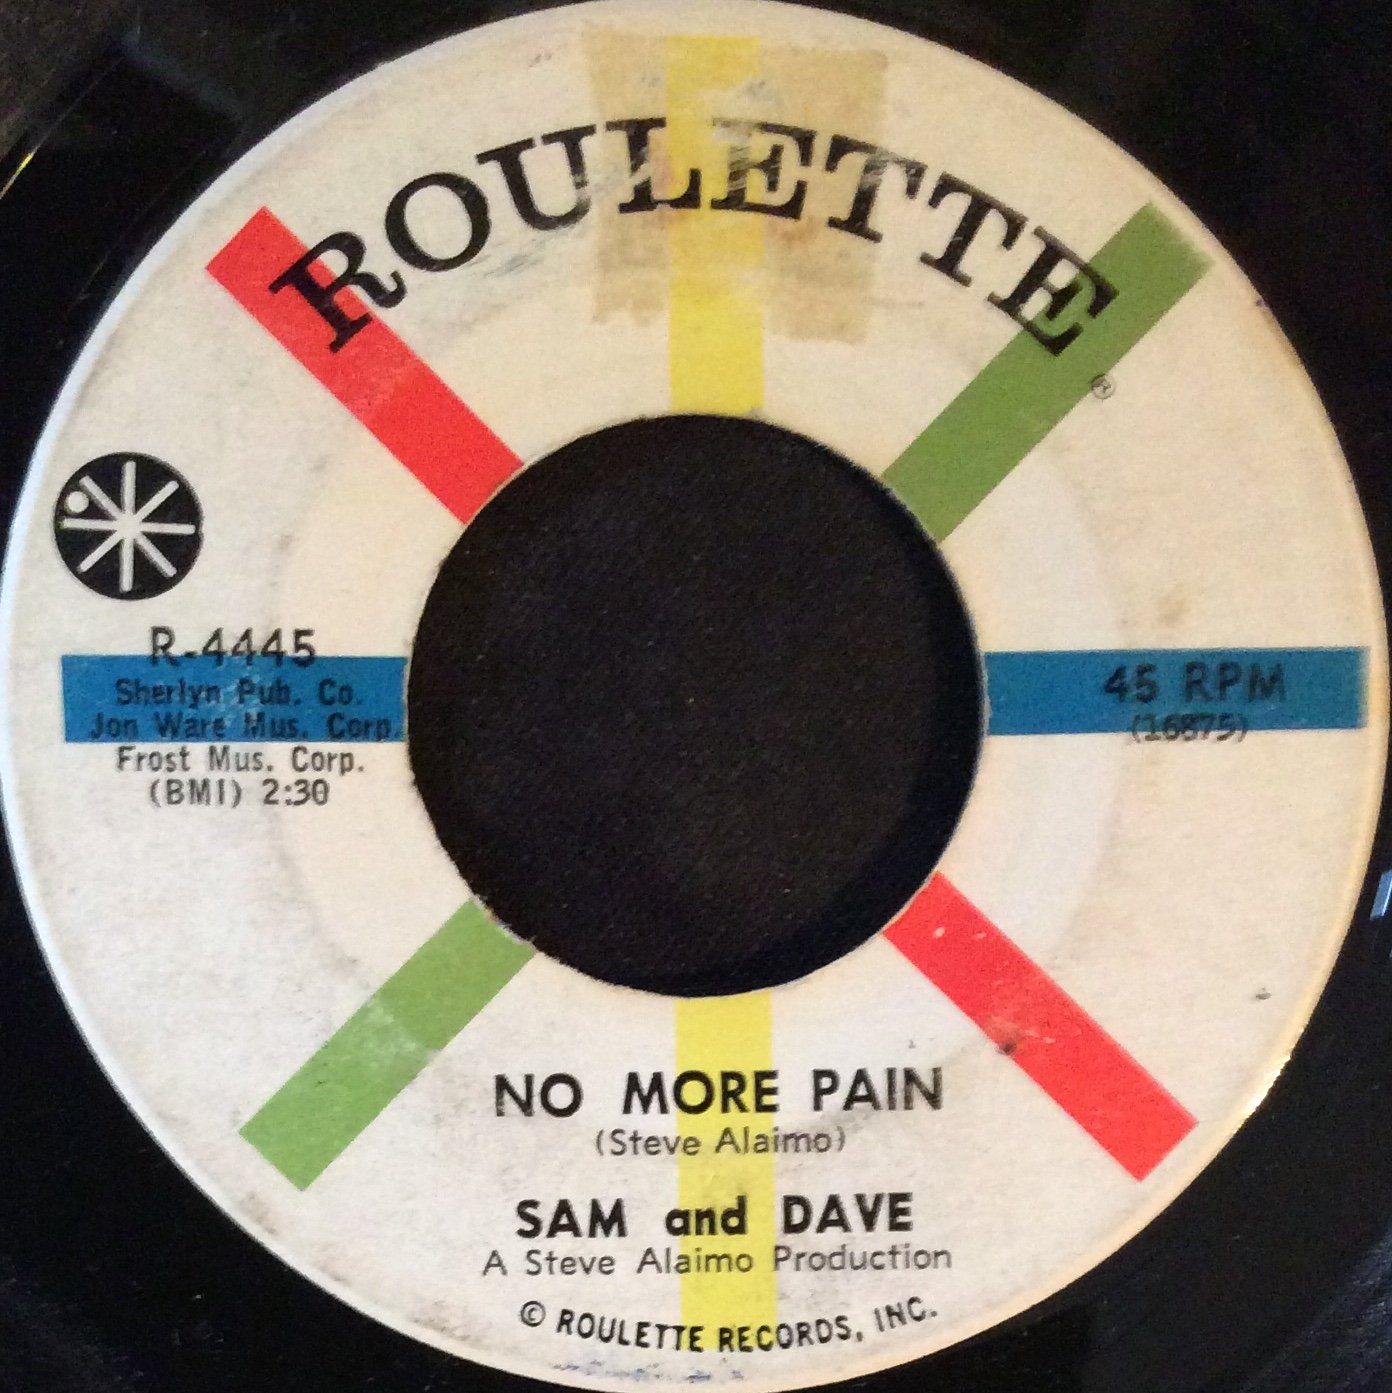 ROULETTE
®
R-4445
Sherlyn Pub. Co.
Jon Ware Mus. Corp.
Frost Mus. Corp.
(BMI) 2:30
45 RPM
(16875)
NO MORE PAIN
(Steve Alaimo)
SAM and DAVE
A Steve Alaimo Production
© ROULETTE RECORDS, INC.